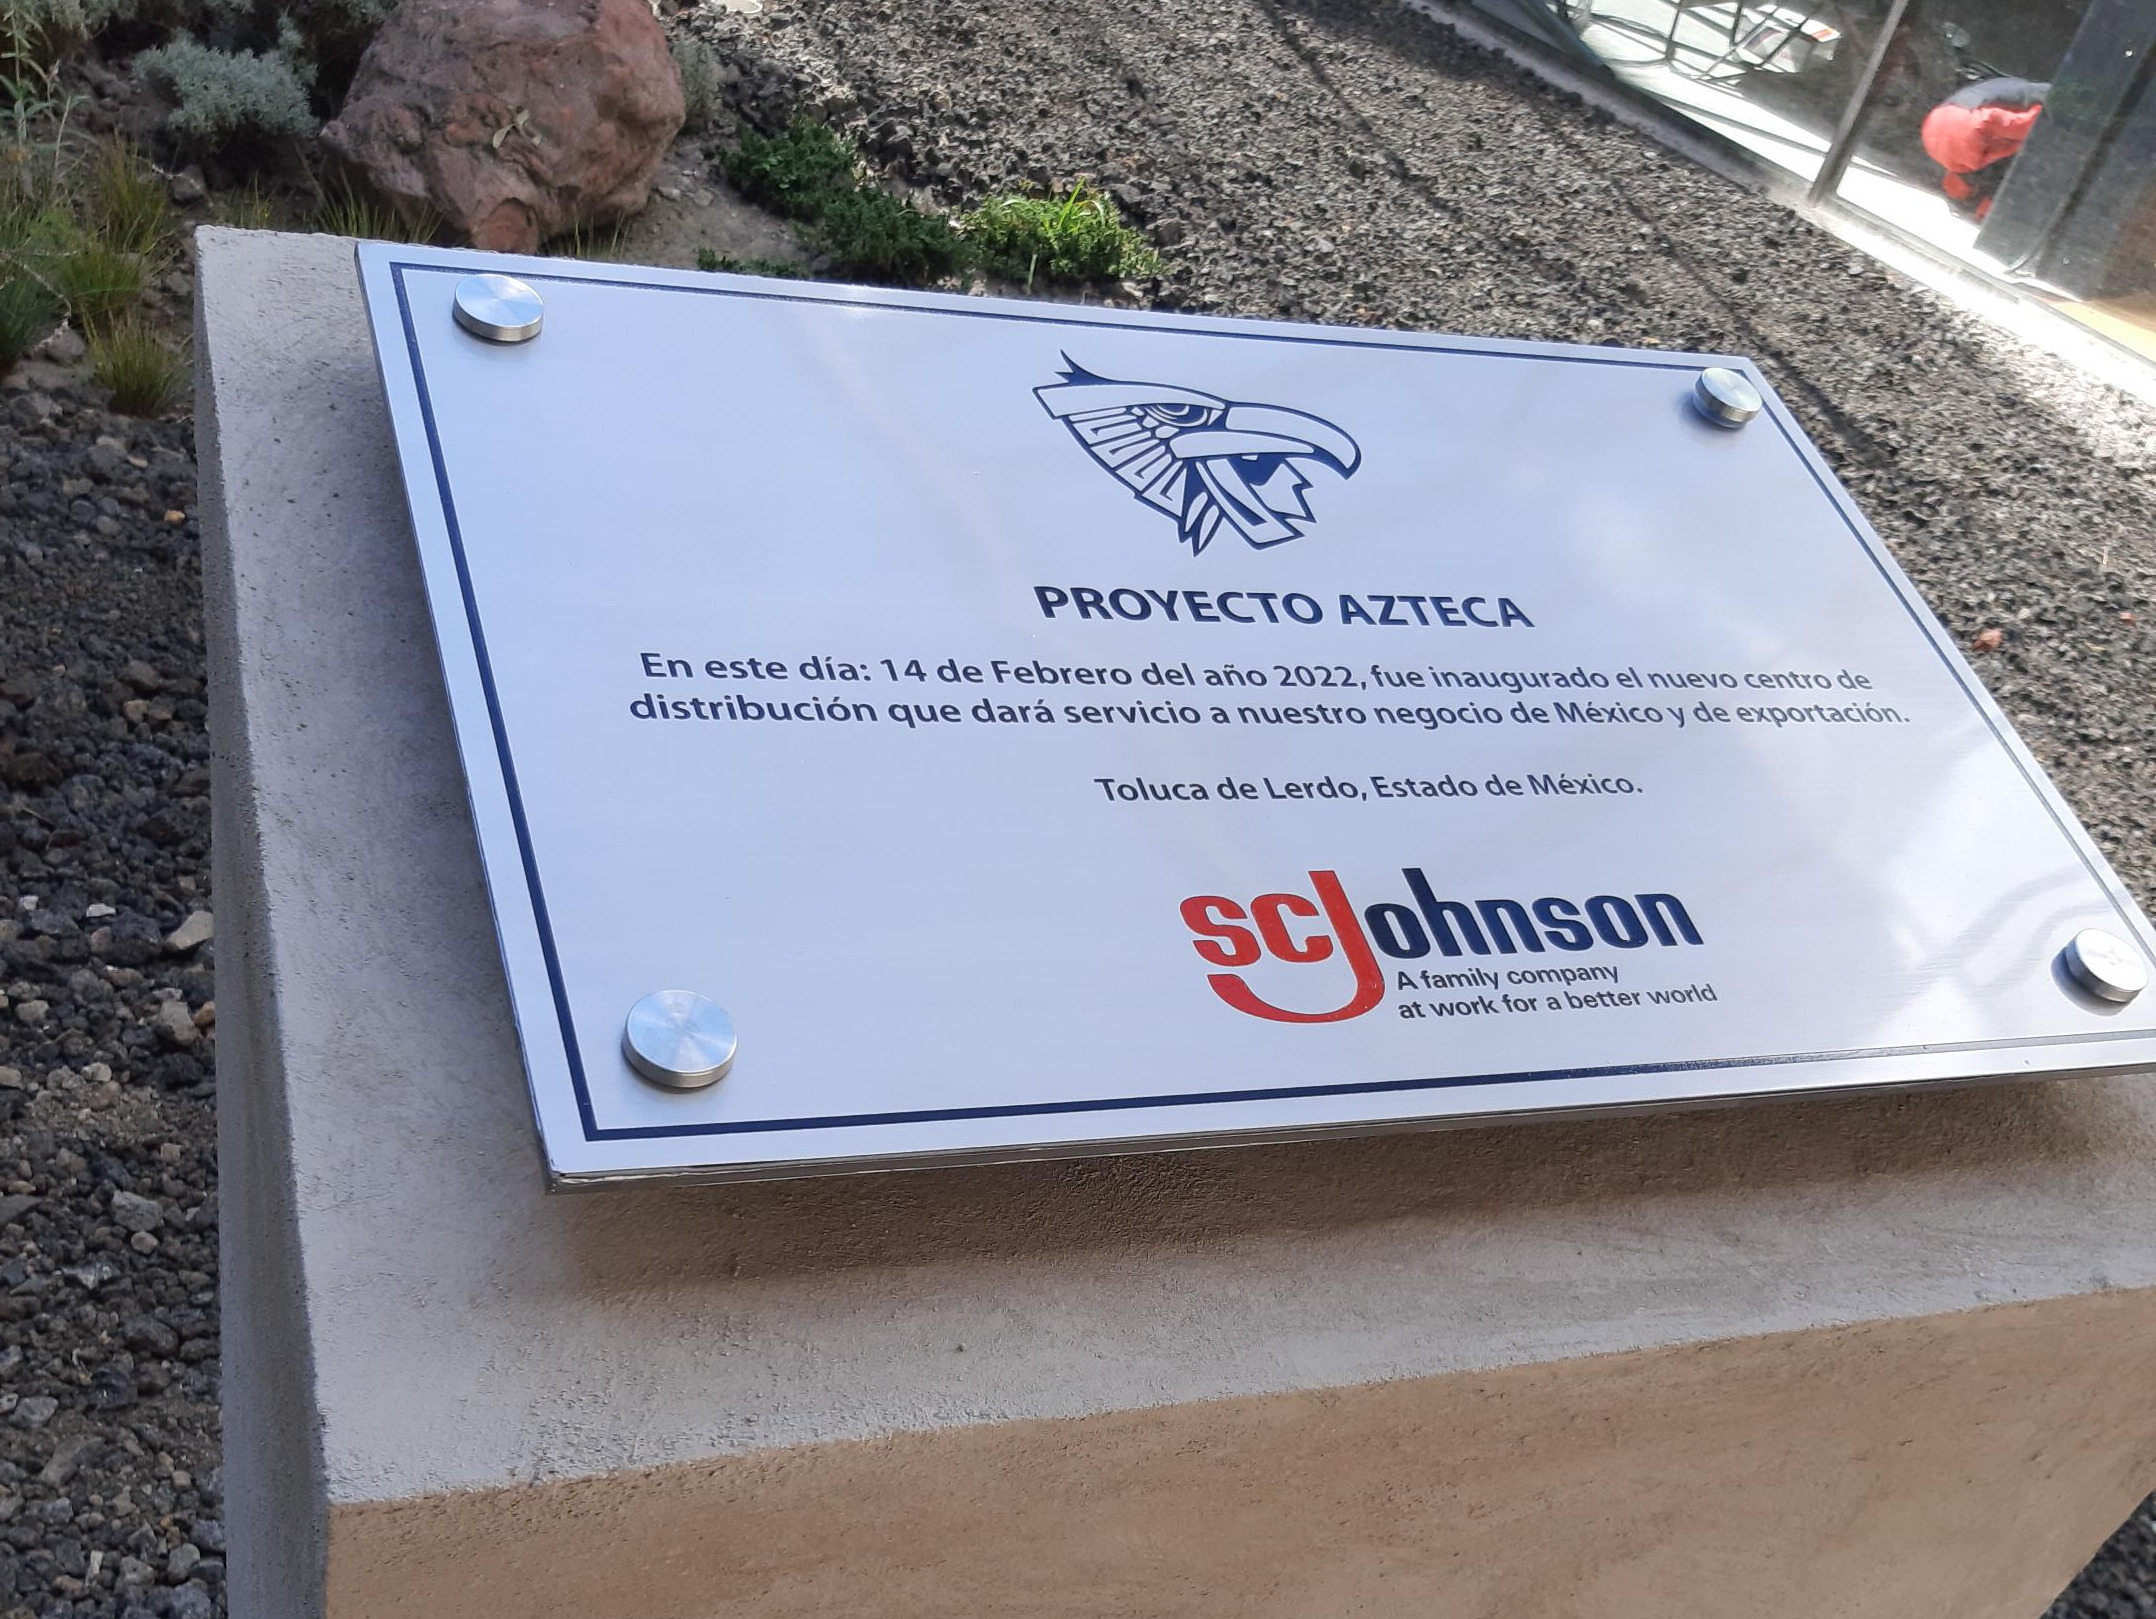 PROYECTO AZTECA
En este día: 14 de Febrero del año 2022, fue inaugurado el nuevo centro de
distribución que dará servicio a nuestro negocio de México y de exportación.
Toluca de Lerdo, Estado de México.
scJohnson
A family company
at work for a better world